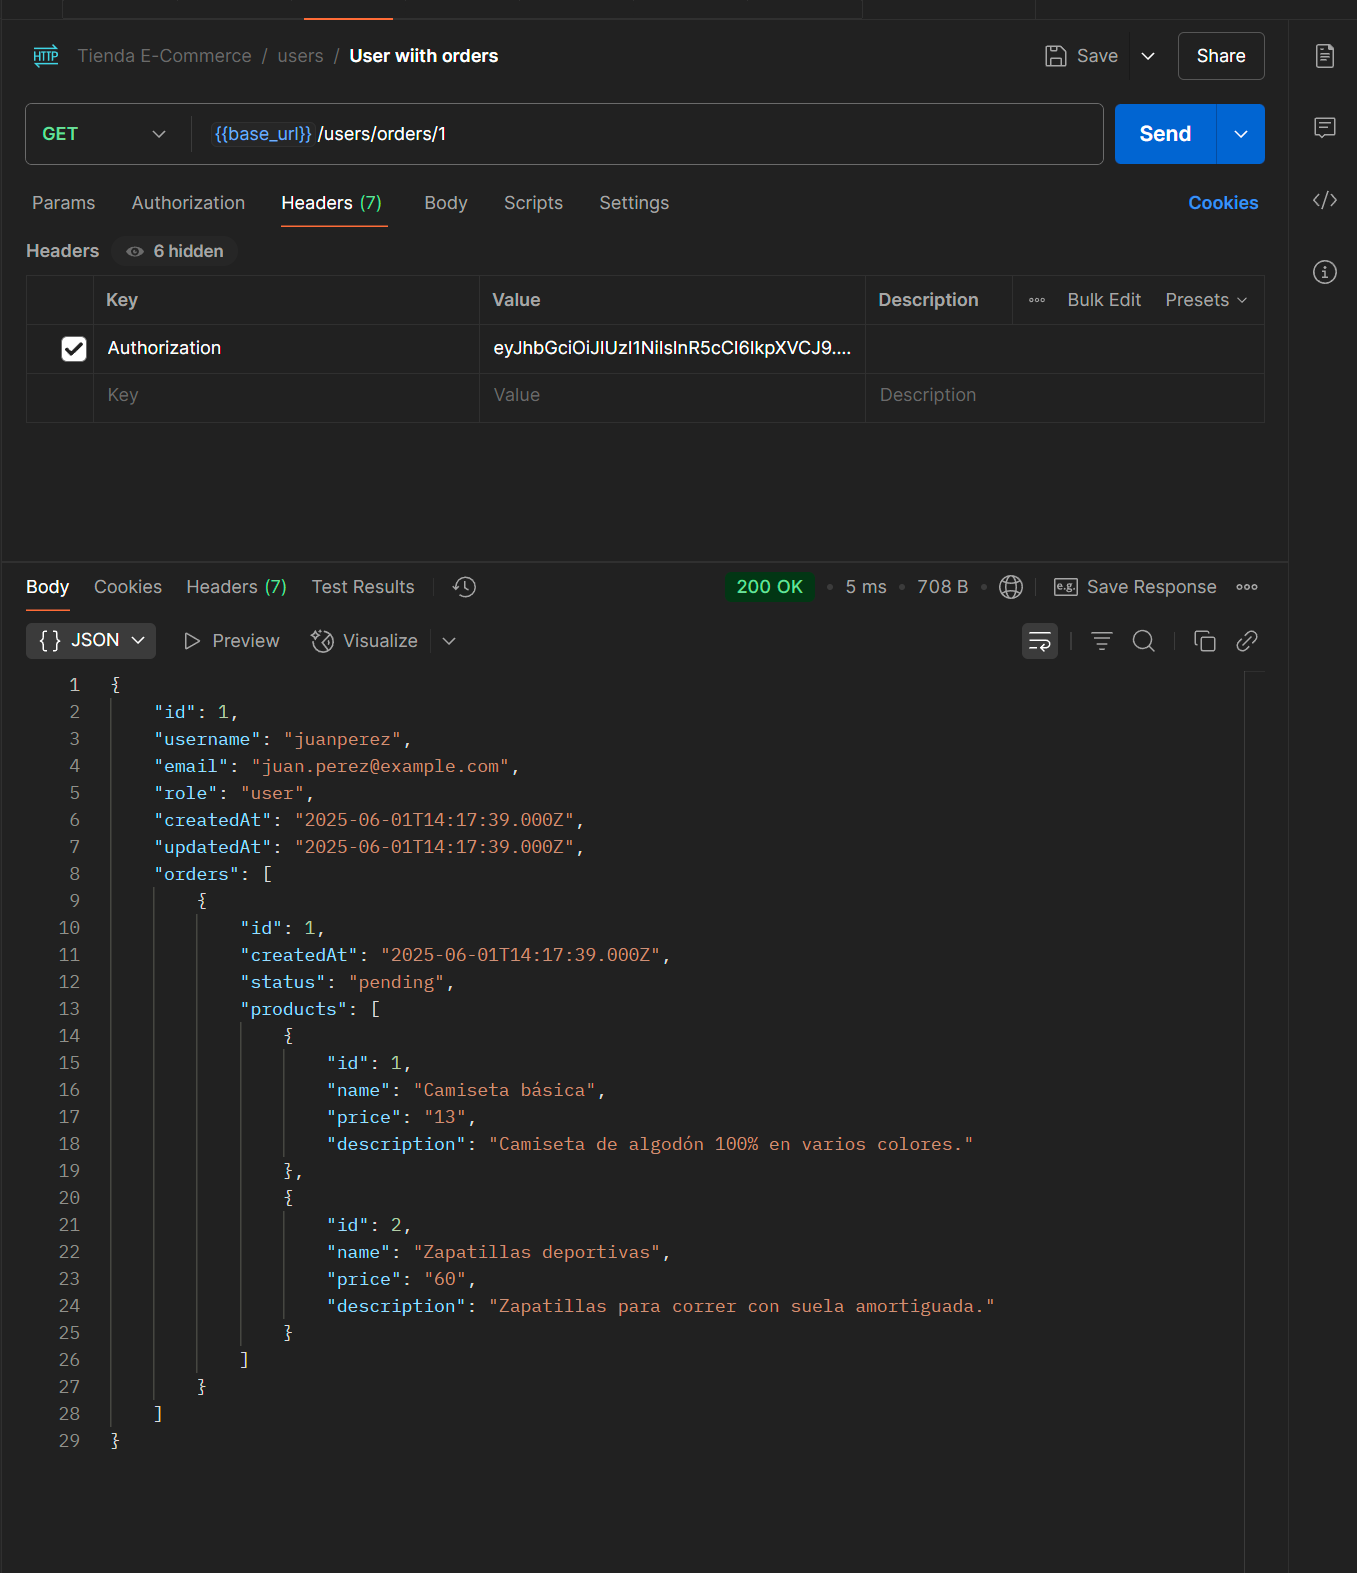 HTTP Tienda E-Commerce / users / User wiith orders Save Share
GET {{base_url}} /users/orders/1 Send
Params Authorization Headers (7) Body Scripts Settings Cookies
Headers 6 hidden
Key Value Description Bulk Edit Presets
Authorization eyJhbGciOiJIUzI1NiIsInR5cCI6IkpXVCJ9....
Key Value Description
Body Cookies Headers (7) Test Results 200 OK • 5 ms • 708 B • e.g. Save Response
{} JSON Preview Visualize
1 {
2 "id": 1,
3 "username": "juanperez",
4 "email": "juan.perez@example.com",
5 "role": "user",
6 "createdAt": "2025-06-01T14:17:39.000Z",
7 "updatedAt": "2025-06-01T14:17:39.000Z",
8 "orders": [
9 {
10 "id": 1,
11 "createdAt": "2025-06-01T14:17:39.000Z",
12 "status": "pending",
13 "products": [
14 {
15 "id": 1,
16 "name": "Camiseta básica",
17 "price": "13",
18 "description": "Camiseta de algodón 100% en varios colores."
19 },
20 {
21 "id": 2,
22 "name": "Zapatillas deportivas",
23 "price": "60",
24 "description": "Zapatillas para correr con suela amortiguada."
25 }
26 ]
27 }
28 ]
29 }